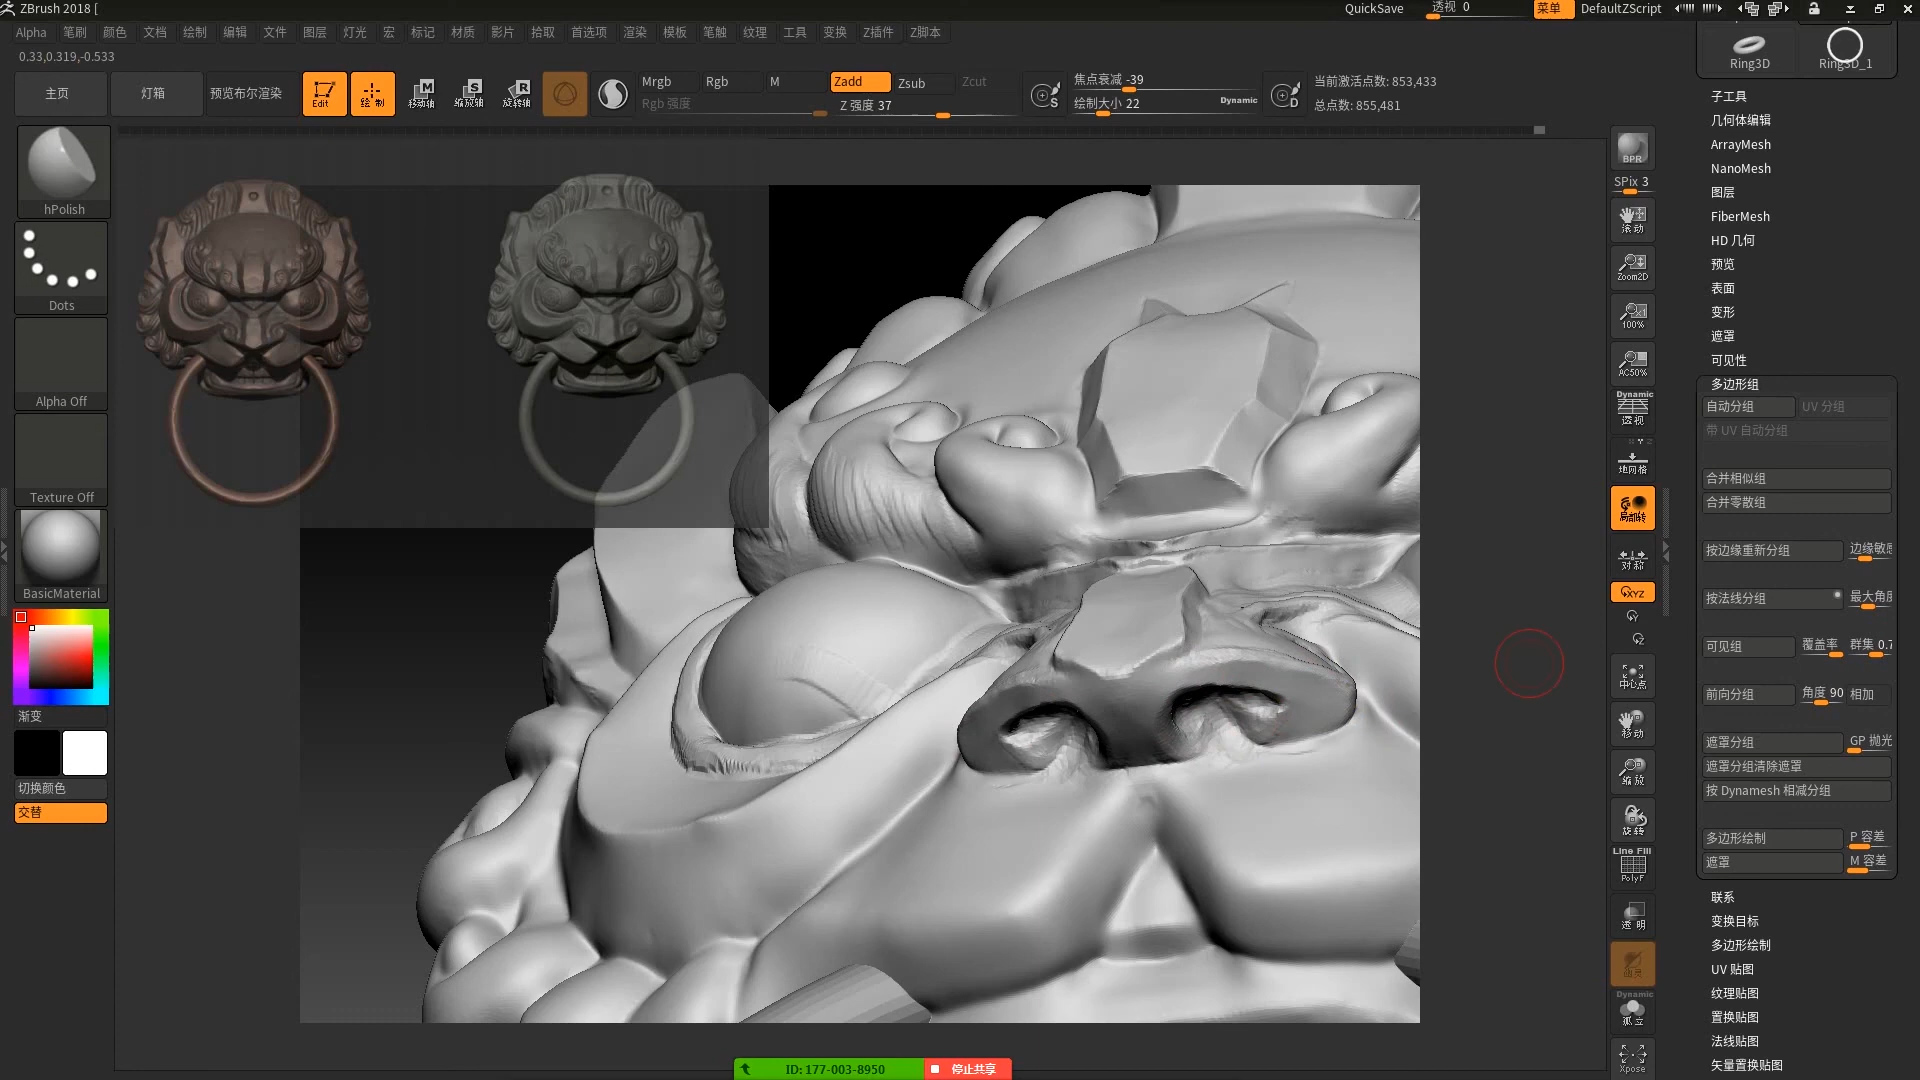 ZBrush 2018 [
QuickSave
透视 0
菜单
DefaultZScript
Alpha 笔刷 颜色 文档 绘制 编辑 文件 图层 灯光 宏 标记 材质 影片 拾取 首选项 渲染 模板 笔触 纹理 工具 变换 Z插件 Z脚本
0.33,0.319,-0.533
主页
灯箱
预览布尔渲染
Edit
绘制
M
移动轴
S
缩放轴
R
旋转轴
Mrgb Rgb M
Rgb 强度
Zadd Zsub Zcut
Z 强度 37
S
焦点衰减 -39
绘制大小 22
Dynamic
D
当前激活点数: 853,433
总点数: 855,481
hPolish
Dots
Alpha Off
Texture Off
BasicMaterial
渐变
切换颜色
交替
BPR
SPix 3
滚动
Zoom2D
100%
AC50%
Dynamic
透视
地网格
局部转
对称
XYZ
Y
Z
中心点
移动
缩放
旋转
Line Fill
PolyF
透明
Dynamic
孤立
Xpose
Ring3D
Ring3D_1
子工具
几何体编辑
ArrayMesh
NanoMesh
图层
FiberMesh
HD 几何
预览
表面
变形
遮罩
可见性
多边形组
自动分组 UV 分组
带 UV 自动分组
合并相似组
合并零散组
按边缘重新分组 边缘敏感
按法线分组 最大角度
可见组 覆盖率 群集 0.7
前向分组 角度 90 相加
遮罩分组 GP 抛光
遮罩分组清除遮罩
按 Dynamesh 相减分组
多边形绘制 P 容差
遮罩 M 容差
联系
变换目标
多边形绘制
UV 贴图
纹理贴图
置换贴图
法线贴图
矢量置换贴图
ID: 177-003-8950
停止共享